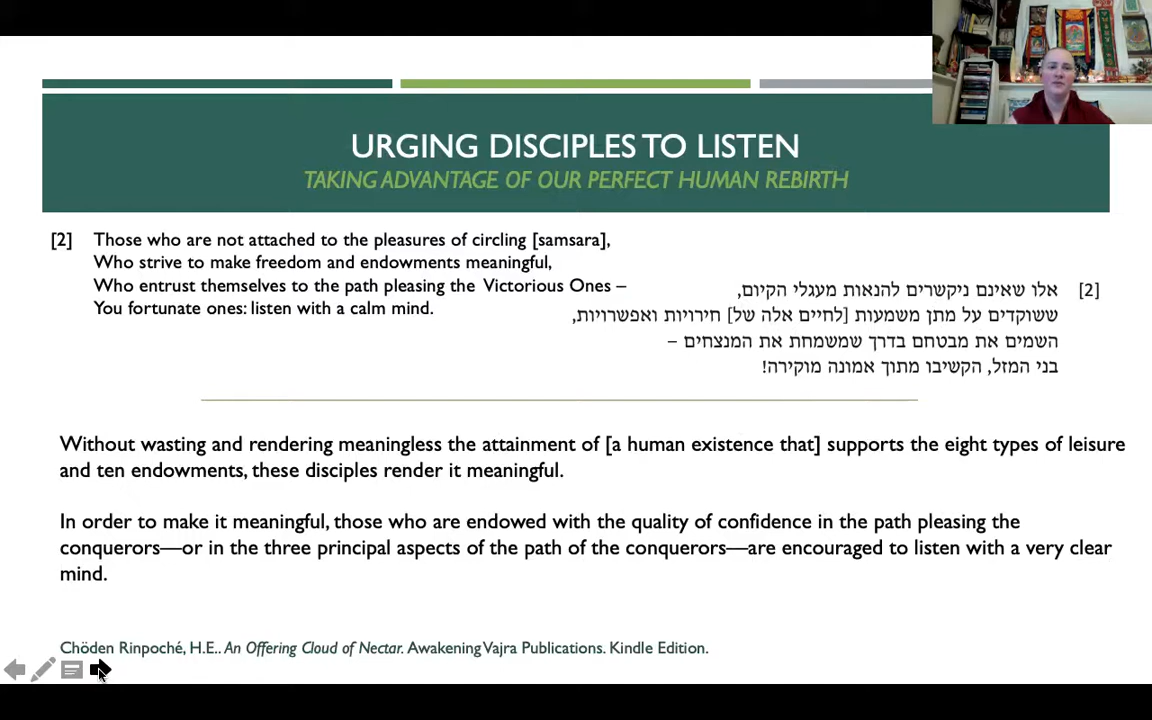 URGING DISCIPLES TO LISTEN
TAKING ADVANTAGE OF OUR PERFECT HUMAN REBIRTH
[2] Those who are not attached to the pleasures of circling [samsara],
Who strive to make freedom and endowments meaningful,
Who entrust themselves to the path pleasing the Victorious Ones –
You fortunate ones: listen with a calm mind.
[2] אלו שאינם ניקשרים להנאות מעגלי הקיום,
ששוקדים על מתן משמעות [לחיים אלה של] חירויות ואפשרויות,
השמים את מבטחם בדרך שמשמחת את המנצחים –
בני המזל, הקשיבו מתוך אמונה מוקירה!
Without wasting and rendering meaningless the attainment of [a human existence that] supports the eight types of leisure
and ten endowments, these disciples render it meaningful.
In order to make it meaningful, those who are endowed with the quality of confidence in the path pleasing the
conquerors—or in the three principal aspects of the path of the conquerors—are encouraged to listen with a very clear
mind.
Chöden Rinpoché, H.E.. An Offering Cloud of Nectar. Awakening Vajra Publications. Kindle Edition.